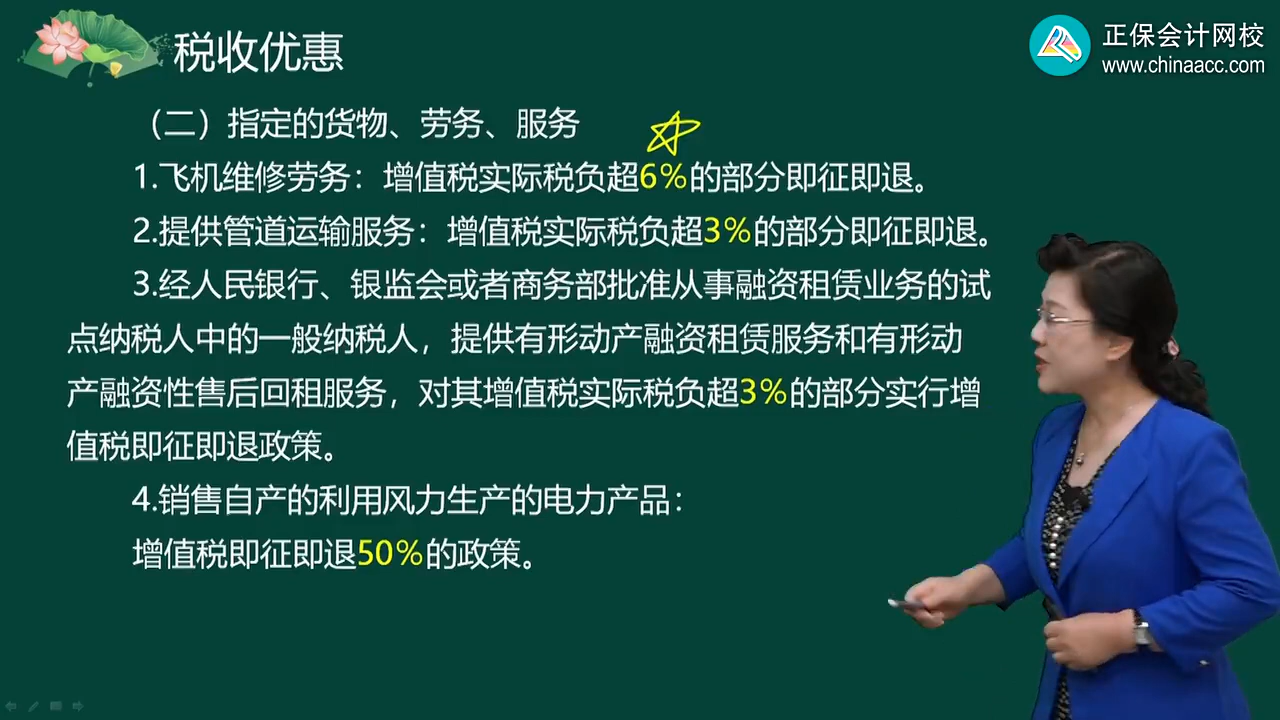 税收优惠
正保会计网校
www.chinaacc.com
（二）指定的货物、劳务、服务
1.飞机维修劳务：增值税实际税负超6%的部分即征即退。
2.提供管道运输服务：增值税实际税负超3%的部分即征即退。
3.经人民银行、银监会或者商务部批准从事融资租赁业务的试
点纳税人中的一般纳税人，提供有形动产融资租赁服务和有形动
产融资性售后回租服务，对其增值税实际税负超3%的部分实行增
值税即征即退政策。
4.销售自产的利用风力生产的电力产品：
增值税即征即退50%的政策。